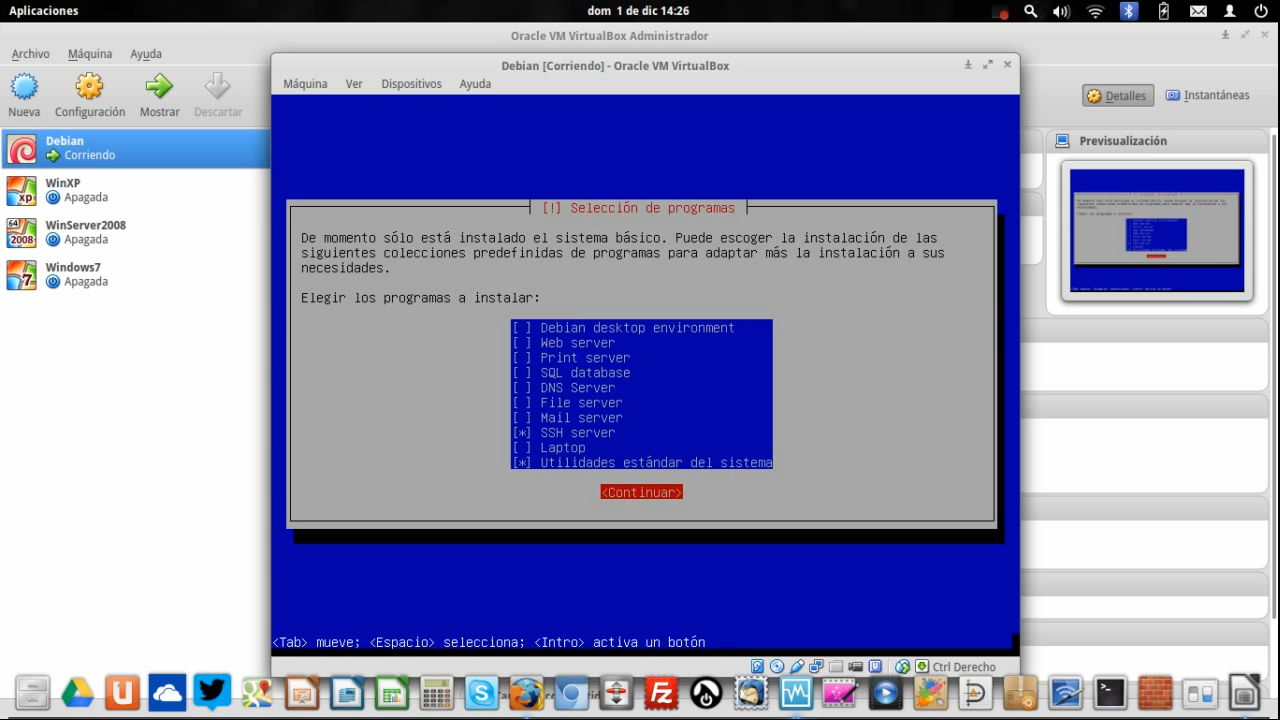 Aplicaciones
dom 1 de dic 14:26
Oracle VM VirtualBox Administrador
Archivo Máquina Ayuda
Nueva Configuración Mostrar Descartar
Detalles Instantáneas
Debian
Corriendo
WinXP
Apagada
WinServer2008
Apagada
Windows7
Apagada
Debian [Corriendo] - Oracle VM VirtualBox
Máquina Ver Dispositivos Ayuda
[!] Selección de programas
De momento sólo está instalado el sistema básico. Puede escoger la instalación de las
siguientes colecciones predefinidas de programas para adaptar más la instalación a sus
necesidades.
Elegir los programas a instalar:
[ ] Debian desktop environment
[ ] Web server
[ ] Print server
[ ] SQL database
[ ] DNS Server
[ ] File server
[ ] Mail server
[*] SSH server
[ ] Laptop
[*] Utilidades estándar del sistema
<Continuar>
<Tab> mueve; <Espacio> selecciona; <Intro> activa un botón
Ctrl Derecho
Previsualización